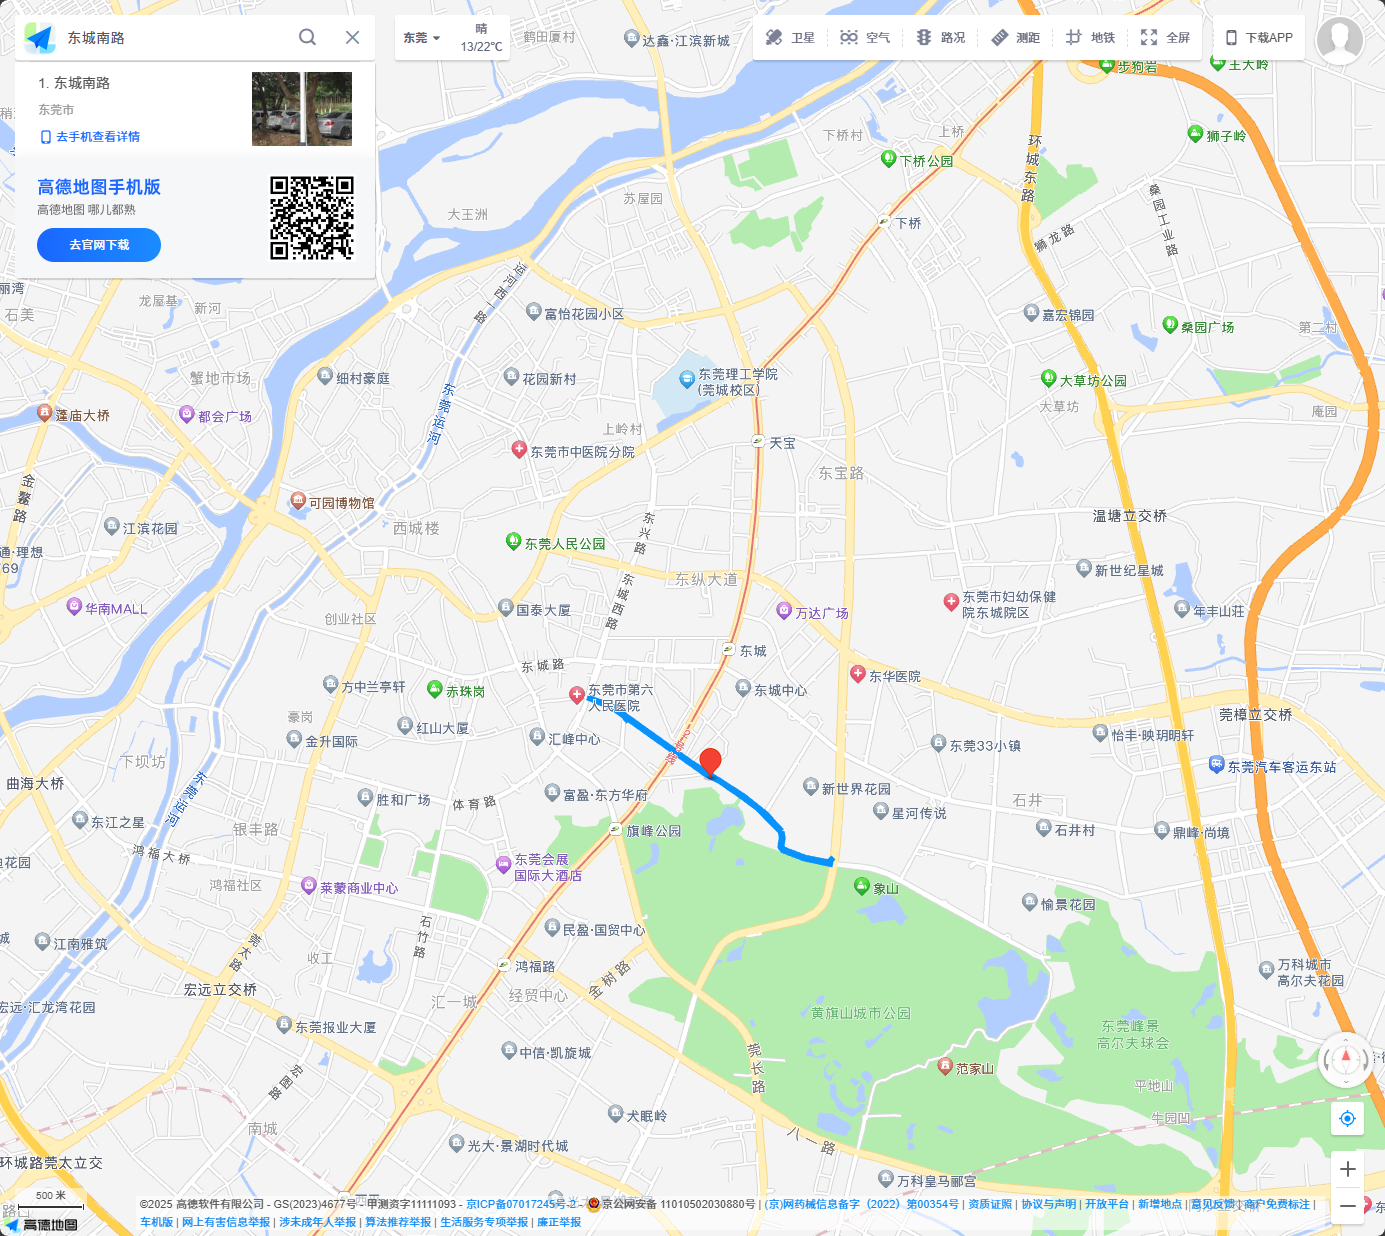 东城南路
东莞
晴
13/22℃
卫星
空气
路况
测距
地铁
全屏
下载APP
1. 东城南路
东莞市
去手机查看详情
高德地图手机版
高德地图 哪儿都熟
去官网下载
鹤田厦村
达鑫·江滨新城
步狗岩
王大岭
狮子岭
下桥村
上桥
下桥公园
环城东路
苏屋园
大王洲
下桥
桑园工业路
狮龙路
运河西一路
龙屋基
新河
石美
富怡花园小区
嘉宏锦园
桑园广场
第二村
蟹地市场
细村豪庭
花园新村
东莞理工学院
(莞城校区)
大草坊公园
大草坊
庵园
蓬庙大桥
都会广场
东莞运河
上岭村
东莞市中医院分院
天宝
东宝路
金鳌路
可园博物馆
江滨花园
西城楼
东兴路
温塘立交桥
东莞人民公园
通·理想
769
东纵大道
东城西路
新世纪星城
华南MALL
国泰大厦
创业社区
万达广场
东莞市妇幼保健
院东城院区
年丰山庄
东城路
东城
方中兰亭轩
赤珠岗
东莞市第六
人民医院
东城中心
东华医院
豪岗
红山大厦
金升国际
汇峰中心
2号线
莞樟立交桥
怡丰·映玥明轩
东莞33小镇
下坝坊
曲海大桥
东莞运河
东莞汽车客运东站
胜和广场
体育路
富盈·东方华府
新世界花园
星河传说
石井
石井村
鼎峰·尚境
东江之星
银丰路
旗峰公园
鸿福大桥
东莞会展
国际大酒店
鸿福社区
莱蒙商业中心
象山
愉景花园
江南雅筑
石竹路
民盈·国贸中心
莞太路
收工
鸿福路
金树路
万科城市
高尔夫花园
宏远立交桥
宏远·汇龙湾花园
汇一城
经贸中心
黄旗山城市公园
东莞峰景
高尔夫球会
东莞报业大厦
中信·凯旋城
莞长路
范家山
宏图路
平地山
牛园凹
犬眠岭
南城
光大·景湖时代城
八一路
环城路莞太立交
万科皇马郦宫
500 米
高德地图
©2025 高德软件有限公司 - GS(2023)4677号 - 甲测资字11111093 - 京ICP备07017245号-2 - 京公网安备 11010502030880号 | (京)网药械信息备字（2022）第00354号 | 资质证照 | 协议与声明 | 开放平台 | 新增地点 | 意见反馈 | 商户免费标注 |
车机版 | 网上有害信息举报 | 涉未成年人举报 | 算法推荐举报 | 生活服务专项举报 | 廉正举报